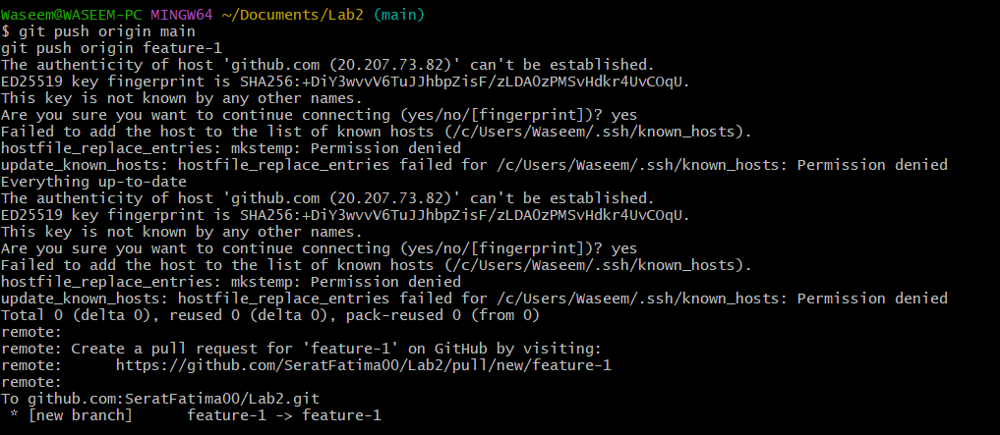 Waseem@WASEEM-PC MINGW64 ~/Documents/Lab2 (main)
$ git push origin main
git push origin feature-1
The authenticity of host 'github.com (20.207.73.82)' can't be established.
ED25519 key fingerprint is SHA256:+DiY3wvvV6TuJJhbpZisF/zLDA0zPMSvHdkr4UvCOqU.
This key is not known by any other names.
Are you sure you want to continue connecting (yes/no/[fingerprint])? yes
Failed to add the host to the list of known hosts (/c/Users/Waseem/.ssh/known_hosts).
hostfile_replace_entries: mkstemp: Permission denied
update_known_hosts: hostfile_replace_entries failed for /c/Users/Waseem/.ssh/known_hosts: Permission denied
Everything up-to-date
The authenticity of host 'github.com (20.207.73.82)' can't be established.
ED25519 key fingerprint is SHA256:+DiY3wvvV6TuJJhbpZisF/zLDA0zPMSvHdkr4UvCOqU.
This key is not known by any other names.
Are you sure you want to continue connecting (yes/no/[fingerprint])? yes
Failed to add the host to the list of known hosts (/c/Users/Waseem/.ssh/known_hosts).
hostfile_replace_entries: mkstemp: Permission denied
update_known_hosts: hostfile_replace_entries failed for /c/Users/Waseem/.ssh/known_hosts: Permission denied
Total 0 (delta 0), reused 0 (delta 0), pack-reused 0 (from 0)
remote:
remote: Create a pull request for 'feature-1' on GitHub by visiting:
remote:      https://github.com/SeratFatima00/Lab2/pull/new/feature-1
remote:
To github.com:SeratFatima00/Lab2.git
 * [new branch]      feature-1 -> feature-1